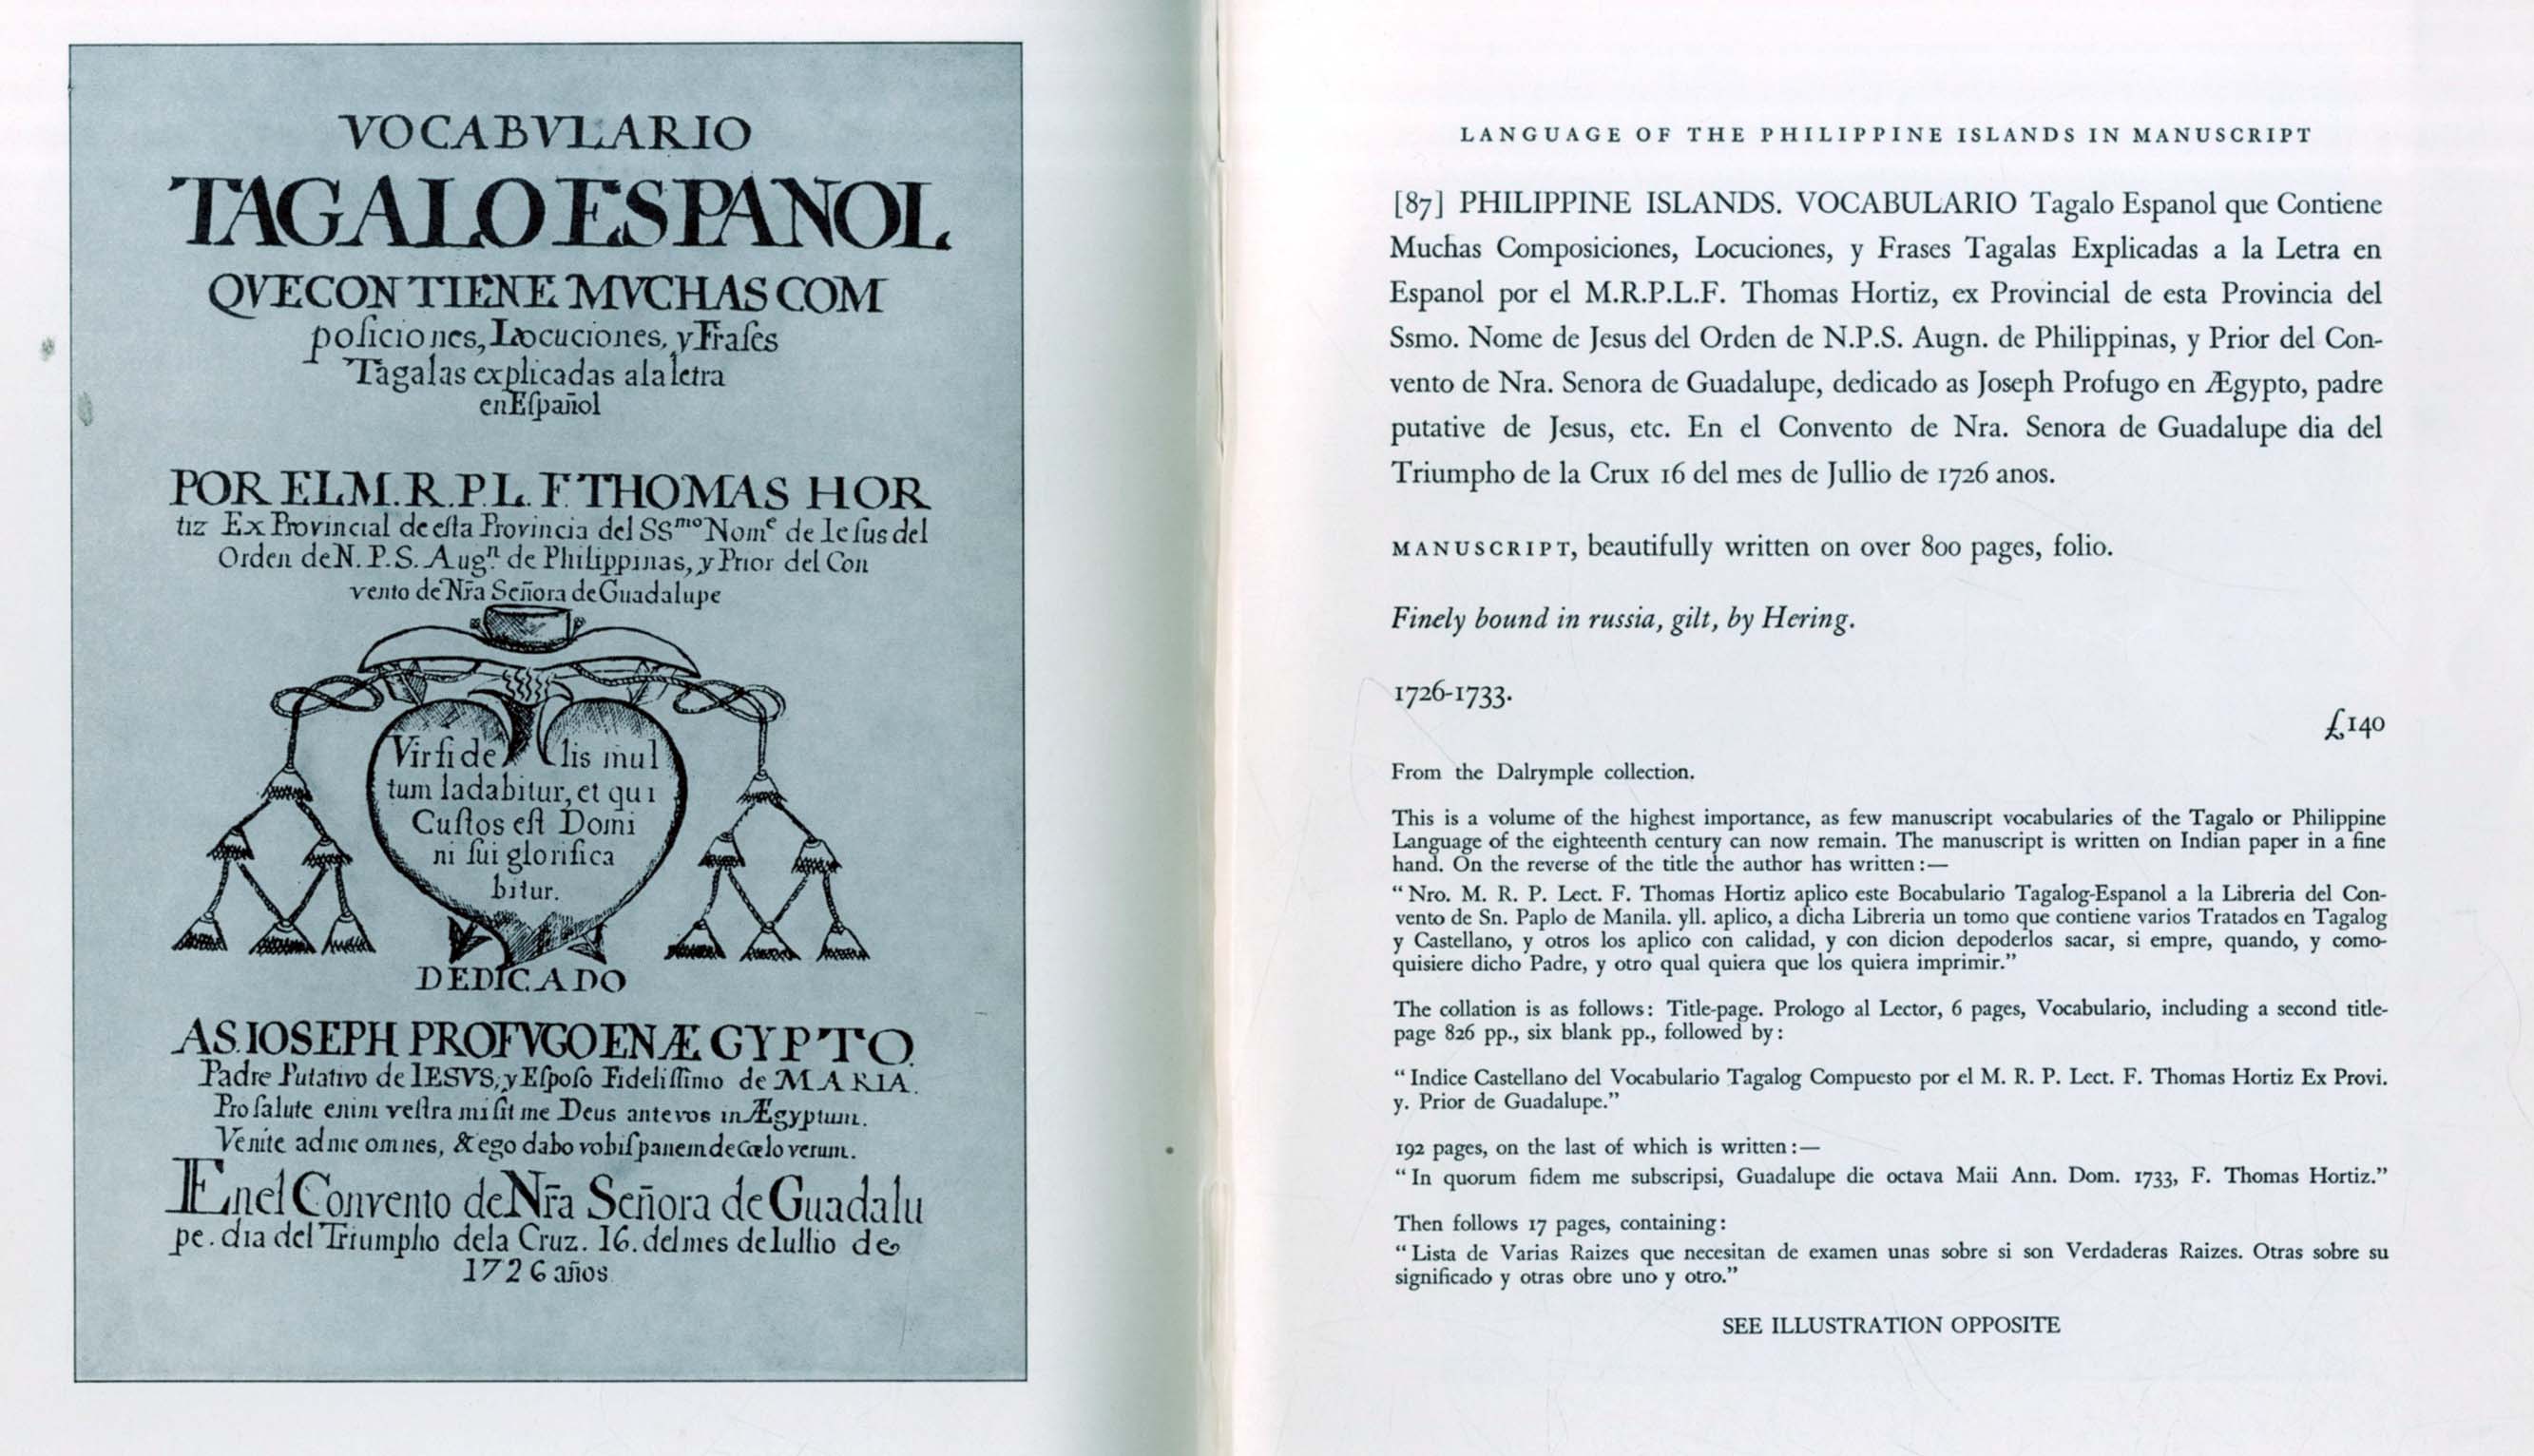 VOCABVLARIO
TAGALO ESPANOL
QVE CONTIENE MVCHAS COM
poſiciones, Locuciones, y Fraſes
Tagalas explicadas ala letra
en Eſpañol
POR EL M. R. P. L. F. THOMAS HOR
tiz Ex Provincial de eſta Provincia del SSᵐᵒ Nomᵉ de Ieſus del
Orden de N. P. S. Augⁿ. de Philippinas, y Prior del Con
vento de Nr̃a Señora de Guadalupe
Vir fide lis mul
tum ladabitur, et qui
Cuſtos eſt Domi
ni ſui glorifica
bitur.
DEDICADO
A S. IOSEPH PROFVGO EN ÆGYPTO.
Padre Putativo de IESVS, y Eſpoſo Fideliſſimo de MARIA.
Pro ſalute enim veſtra miſit me Deus ante vos in Ægyptum.
Venite ad me omnes, & ego dabo vobiſ panem de Cœlo verum.
En el Convento de Nr̃a Señora de Guadalu
pe. dia del Triumpho dela Cruz. 16. del mes de Iullio de
1726 años
LANGUAGE OF THE PHILIPPINE ISLANDS IN MANUSCRIPT
[87] PHILIPPINE ISLANDS. VOCABULARIO Tagalo Espanol que Contiene
Muchas Composiciones, Locuciones, y Frases Tagalas Explicadas a la Letra en
Espanol por el M.R.P.L.F. Thomas Hortiz, ex Provincial de esta Provincia del
Ssmo. Nome de Jesus del Orden de N.P.S. Augn. de Philippinas, y Prior del Con-
vento de Nra. Senora de Guadalupe, dedicado as Joseph Profugo en Ægypto, padre
putative de Jesus, etc. En el Convento de Nra. Senora de Guadalupe dia del
Triumpho de la Crux 16 del mes de Jullio de 1726 anos.
MANUSCRIPT, beautifully written on over 800 pages, folio.
Finely bound in russia, gilt, by Hering.
1726-1733.
£140
From the Dalrymple collection.
This is a volume of the highest importance, as few manuscript vocabularies of the Tagalo or Philippine
Language of the eighteenth century can now remain. The manuscript is written on Indian paper in a fine
hand. On the reverse of the title the author has written:—
"Nro. M. R. P. Lect. F. Thomas Hortiz aplico este Bocabulario Tagalog-Espanol a la Libreria del Con-
vento de Sn. Paplo de Manila. yll. aplico, a dicha Libreria un tomo que contiene varios Tratados en Tagalog
y Castellano, y otros los aplico con calidad, y con dicion depoderlos sacar, si empre, quando, y como-
quisiere dicho Padre, y otro qual quiera que los quiera imprimir."
The collation is as follows: Title-page. Prologo al Lector, 6 pages, Vocabulario, including a second title-
page 826 pp., six blank pp., followed by:
"Indice Castellano del Vocabulario Tagalog Compuesto por el M. R. P. Lect. F. Thomas Hortiz Ex Provi.
y. Prior de Guadalupe."
192 pages, on the last of which is written:—
"In quorum fidem me subscripsi, Guadalupe die octava Maii Ann. Dom. 1733, F. Thomas Hortiz."
Then follows 17 pages, containing:
"Lista de Varias Raizes que necesitan de examen unas sobre si son Verdaderas Raizes. Otras sobre su
significado y otras obre uno y otro."
SEE ILLUSTRATION OPPOSITE